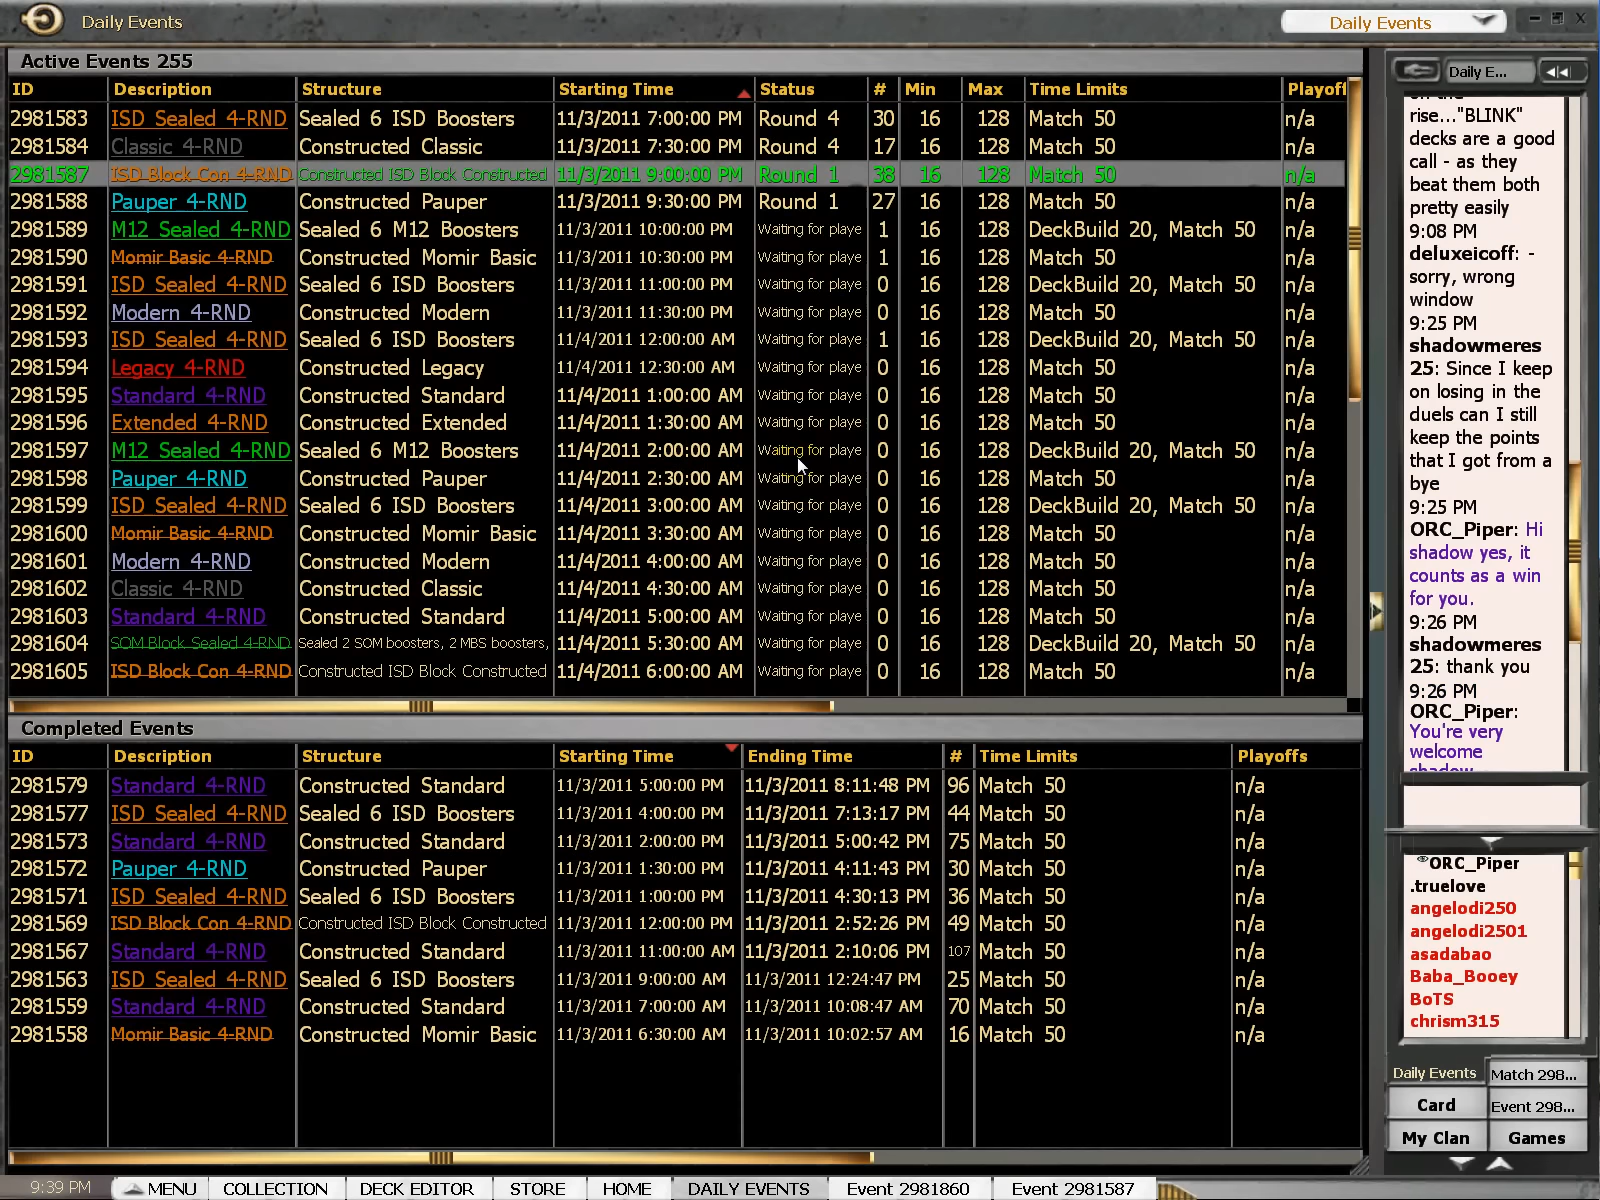 Daily Events
Daily Events
Active Events 255
ID Description Structure Starting Time Status # Min Max Time Limits Playoff
2981583 ISD Sealed 4-RND Sealed 6 ISD Boosters 11/3/2011 7:00:00 PM Round 4 30 16 128 Match 50 n/a
2981584 Classic 4-RND Constructed Classic 11/3/2011 7:30:00 PM Round 4 17 16 128 Match 50 n/a
2981587 ISD Block Con 4-RND Constructed ISD Block Constructed 11/3/2011 9:00:00 PM Round 1 38 16 128 Match 50 n/a
2981588 Pauper 4-RND Constructed Pauper 11/3/2011 9:30:00 PM Round 1 27 16 128 Match 50 n/a
2981589 M12 Sealed 4-RND Sealed 6 M12 Boosters 11/3/2011 10:00:00 PM Waiting for playe 1 16 128 DeckBuild 20, Match 50 n/a
2981590 Momir Basic 4-RND Constructed Momir Basic 11/3/2011 10:30:00 PM Waiting for playe 1 16 128 Match 50 n/a
2981591 ISD Sealed 4-RND Sealed 6 ISD Boosters 11/3/2011 11:00:00 PM Waiting for playe 0 16 128 DeckBuild 20, Match 50 n/a
2981592 Modern 4-RND Constructed Modern 11/3/2011 11:30:00 PM Waiting for playe 0 16 128 Match 50 n/a
2981593 ISD Sealed 4-RND Sealed 6 ISD Boosters 11/4/2011 12:00:00 AM Waiting for playe 1 16 128 DeckBuild 20, Match 50 n/a
2981594 Legacy 4-RND Constructed Legacy 11/4/2011 12:30:00 AM Waiting for playe 0 16 128 Match 50 n/a
2981595 Standard 4-RND Constructed Standard 11/4/2011 1:00:00 AM Waiting for playe 0 16 128 Match 50 n/a
2981596 Extended 4-RND Constructed Extended 11/4/2011 1:30:00 AM Waiting for playe 0 16 128 Match 50 n/a
2981597 M12 Sealed 4-RND Sealed 6 M12 Boosters 11/4/2011 2:00:00 AM Waiting for playe 0 16 128 DeckBuild 20, Match 50 n/a
2981598 Pauper 4-RND Constructed Pauper 11/4/2011 2:30:00 AM Waiting for playe 0 16 128 Match 50 n/a
2981599 ISD Sealed 4-RND Sealed 6 ISD Boosters 11/4/2011 3:00:00 AM Waiting for playe 0 16 128 DeckBuild 20, Match 50 n/a
2981600 Momir Basic 4-RND Constructed Momir Basic 11/4/2011 3:30:00 AM Waiting for playe 0 16 128 Match 50 n/a
2981601 Modern 4-RND Constructed Modern 11/4/2011 4:00:00 AM Waiting for playe 0 16 128 Match 50 n/a
2981602 Classic 4-RND Constructed Classic 11/4/2011 4:30:00 AM Waiting for playe 0 16 128 Match 50 n/a
2981603 Standard 4-RND Constructed Standard 11/4/2011 5:00:00 AM Waiting for playe 0 16 128 Match 50 n/a
2981604 SOM Block Sealed 4-RND Sealed 2 SOM boosters, 2 MBS boosters, 11/4/2011 5:30:00 AM Waiting for playe 0 16 128 DeckBuild 20, Match 50 n/a
2981605 ISD Block Con 4-RND Constructed ISD Block Constructed 11/4/2011 6:00:00 AM Waiting for playe 0 16 128 Match 50 n/a
Completed Events
ID Description Structure Starting Time Ending Time # Time Limits Playoffs
2981579 Standard 4-RND Constructed Standard 11/3/2011 5:00:00 PM 11/3/2011 8:11:48 PM 96 Match 50 n/a
2981577 ISD Sealed 4-RND Sealed 6 ISD Boosters 11/3/2011 4:00:00 PM 11/3/2011 7:13:17 PM 44 Match 50 n/a
2981573 Standard 4-RND Constructed Standard 11/3/2011 2:00:00 PM 11/3/2011 5:00:42 PM 75 Match 50 n/a
2981572 Pauper 4-RND Constructed Pauper 11/3/2011 1:30:00 PM 11/3/2011 4:11:43 PM 30 Match 50 n/a
2981571 ISD Sealed 4-RND Sealed 6 ISD Boosters 11/3/2011 1:00:00 PM 11/3/2011 4:30:13 PM 36 Match 50 n/a
2981569 ISD Block Con 4-RND Constructed ISD Block Constructed 11/3/2011 12:00:00 PM 11/3/2011 2:52:26 PM 49 Match 50 n/a
2981567 Standard 4-RND Constructed Standard 11/3/2011 11:00:00 AM 11/3/2011 2:10:06 PM 107 Match 50 n/a
2981563 ISD Sealed 4-RND Sealed 6 ISD Boosters 11/3/2011 9:00:00 AM 11/3/2011 12:24:47 PM 25 Match 50 n/a
2981559 Standard 4-RND Constructed Standard 11/3/2011 7:00:00 AM 11/3/2011 10:08:47 AM 70 Match 50 n/a
2981558 Momir Basic 4-RND Constructed Momir Basic 11/3/2011 6:30:00 AM 11/3/2011 10:02:57 AM 16 Match 50 n/a
Daily E...
on the
rise..."BLINK"
decks are a good
call - as they
beat them both
pretty easily
9:08 PM
deluxeicoff: -
sorry, wrong
window
9:25 PM
shadowmeres
25: Since I keep
on losing in the
duels can I still
keep the points
that I got from a
bye
9:25 PM
ORC_Piper: Hi
shadow yes, it
counts as a win
for you.
9:26 PM
shadowmeres
25: thank you
9:26 PM
ORC_Piper:
You're very
welcome
shadow
ORC_Piper
.truelove
angelodi250
angelodi2501
asadabao
Baba_Booey
BoTS
chrism315
Daily Events Match 298...
Card Event 298...
My Clan Games
9:39 PM MENU COLLECTION DECK EDITOR STORE HOME DAILY EVENTS Event 2981860 Event 2981587